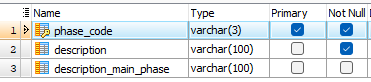 Name Type Primary Not Null
1 phase_code varchar(3)
2 description varchar(100)
3 description_main_phase varchar(100)